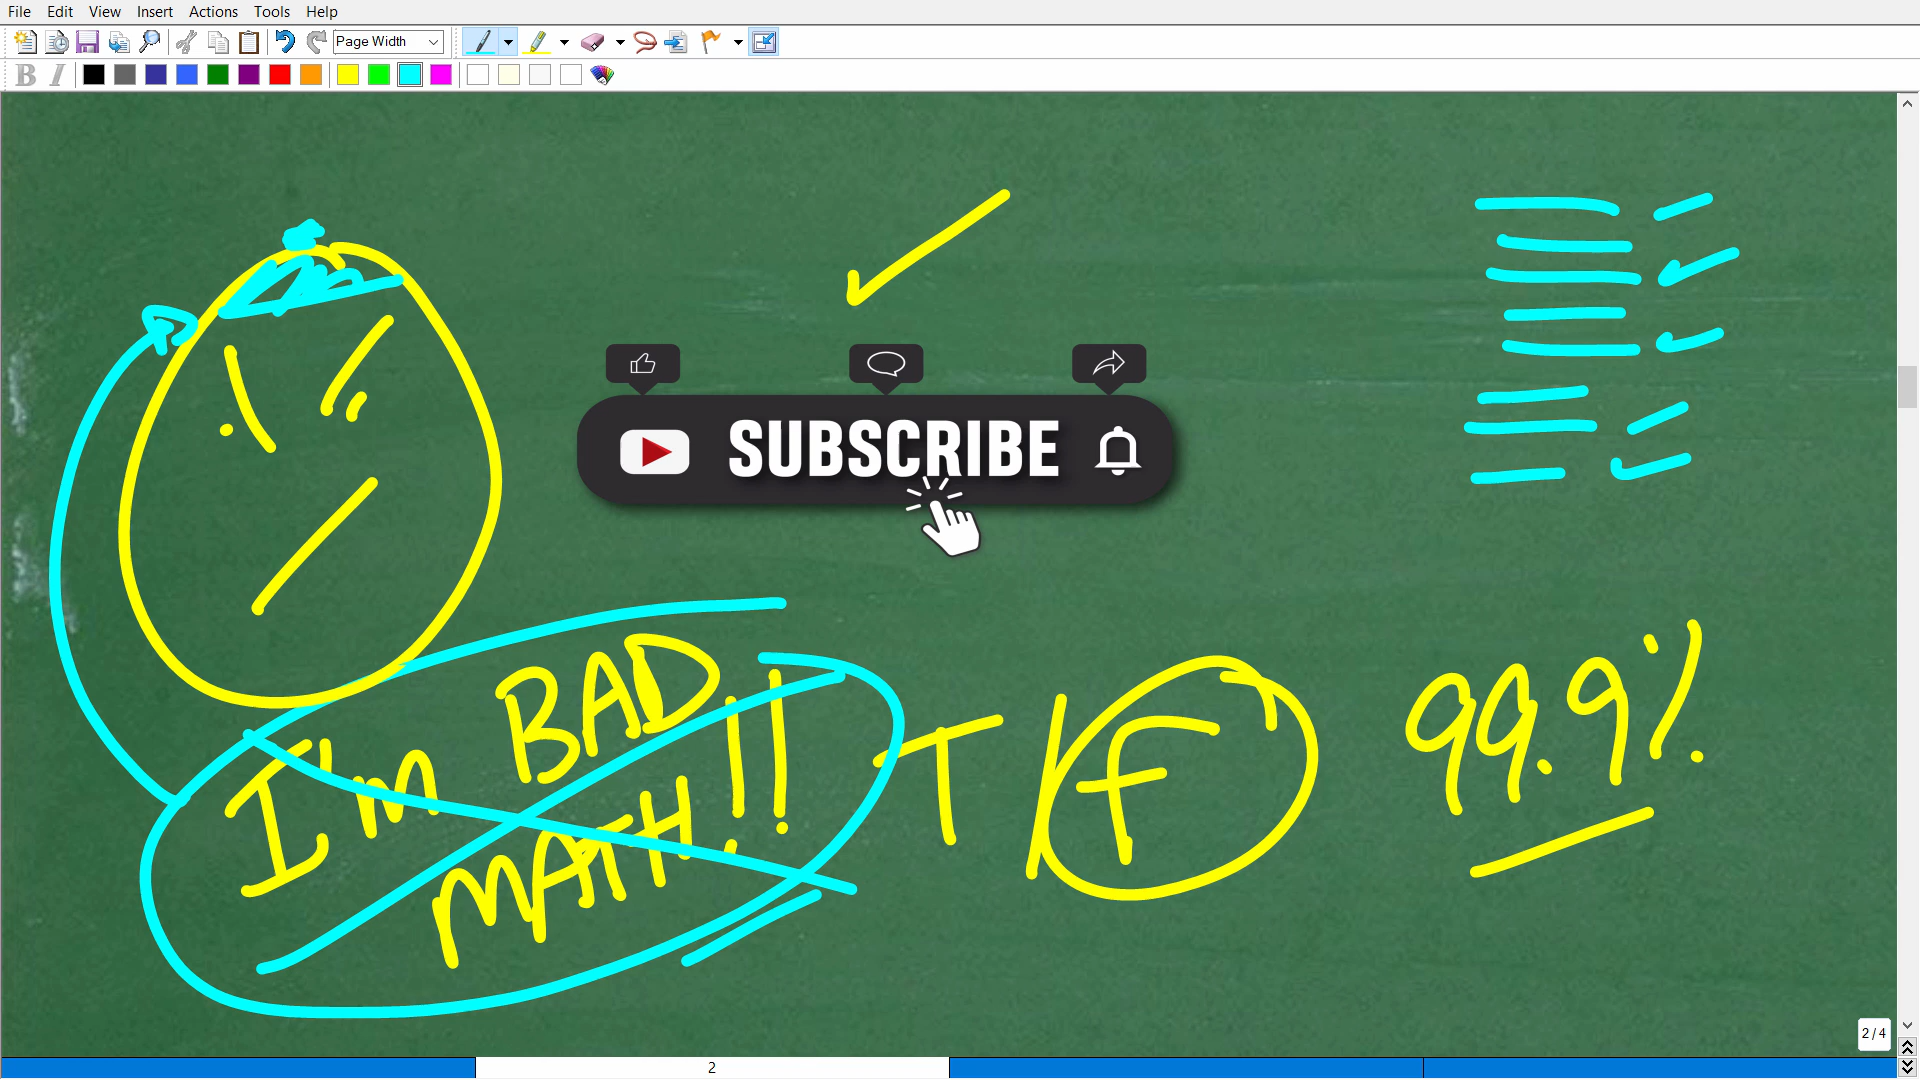 File Edit View Insert Actions Tools Help
Page Width
B I
SUBSCRIBE
I'm BAD
MATH!!
T/F
99.9%
2 / 4
2